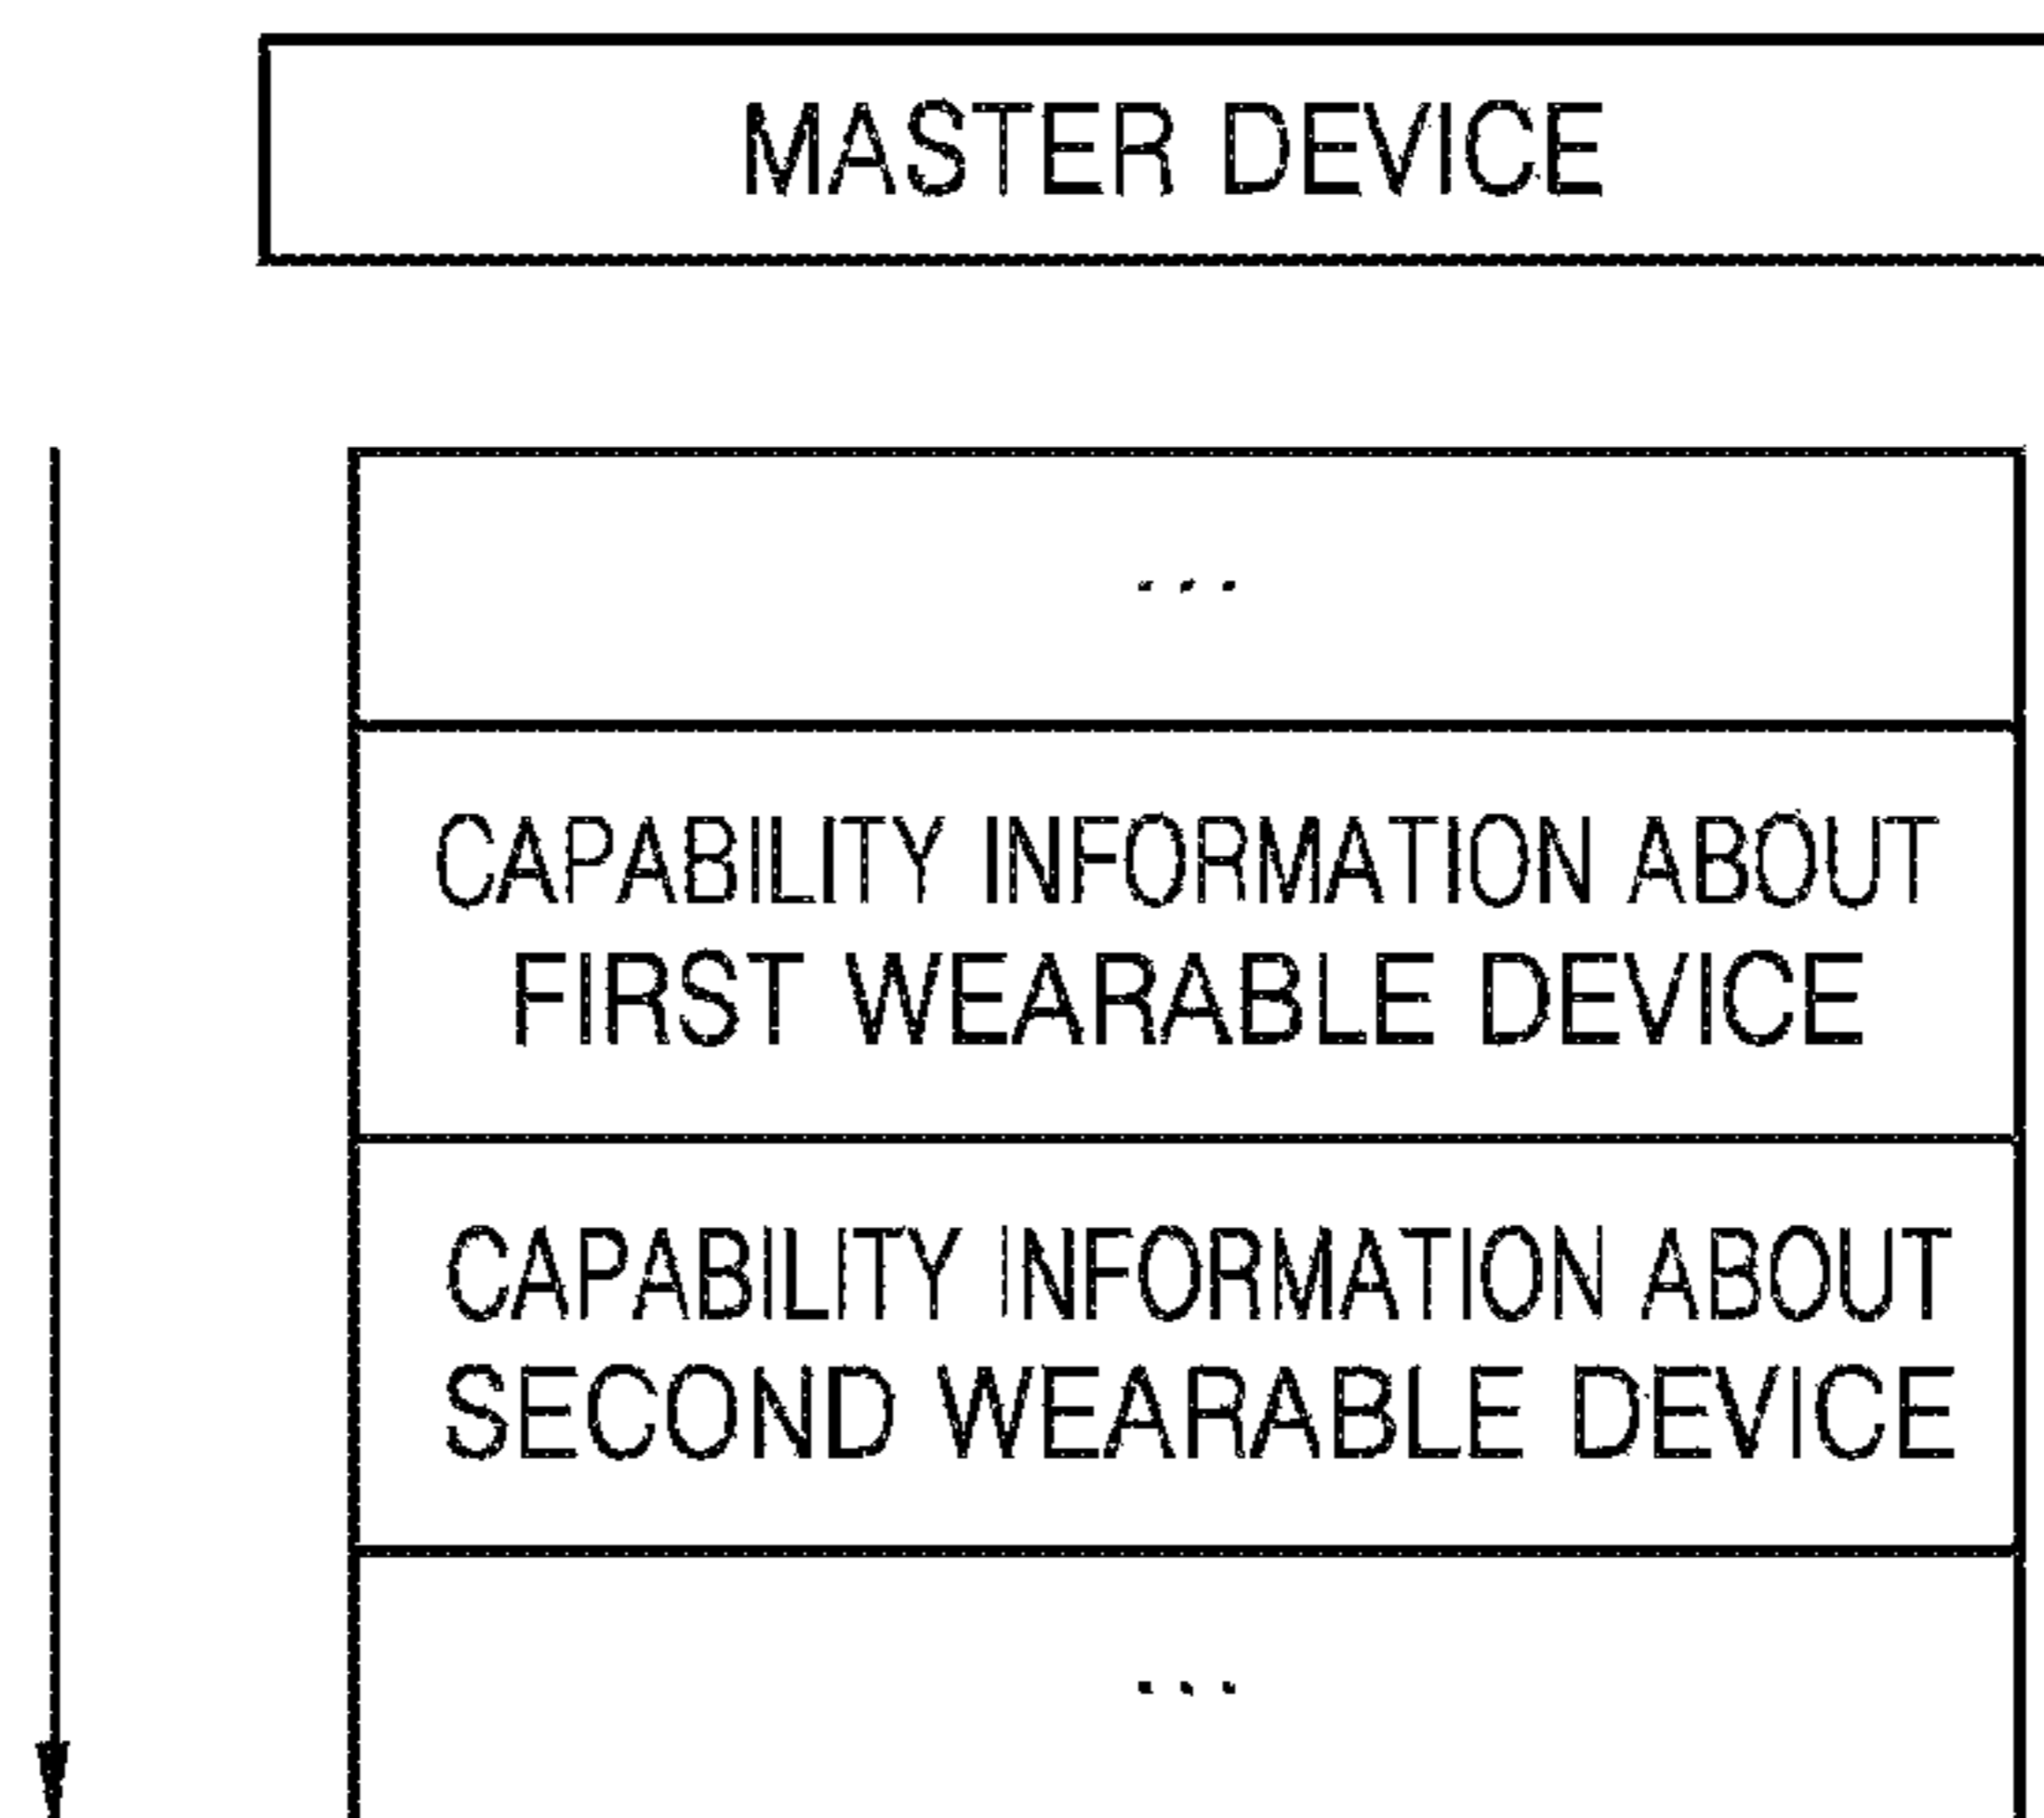 MASTER DEVICE
...
CAPABILITY INFORMATION ABOUT
FIRST WEARABLE DEVICE
CAPABILITY INFORMATION ABOUT
SECOND WEARABLE DEVICE
...